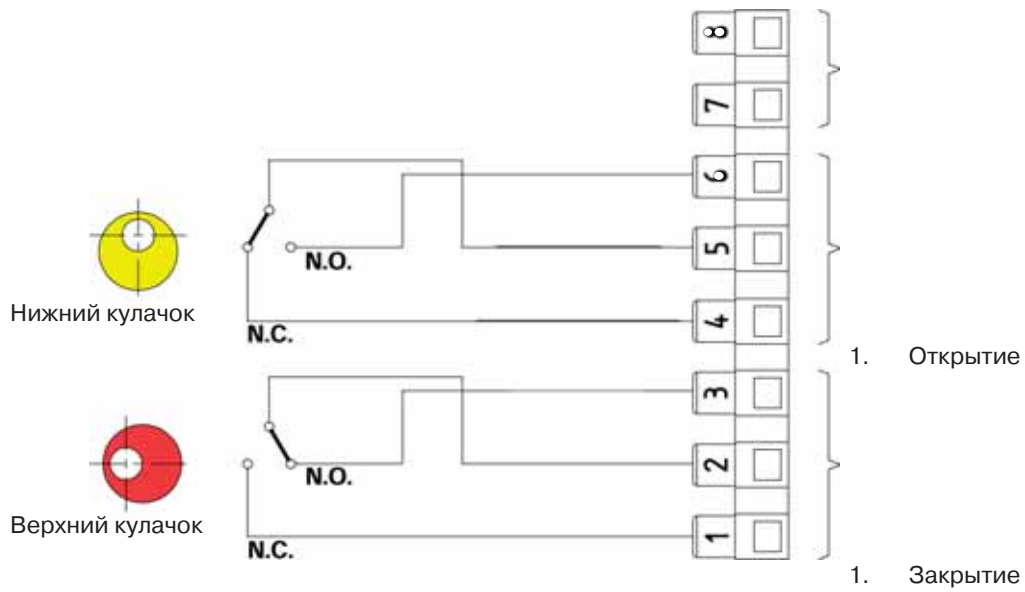 8
7
6
5
N.O.
Нижний кулачок
4
N.C.
1. Открытие
3
2
N.O.
Верхний кулачок
1
N.C.
1. Закрытие